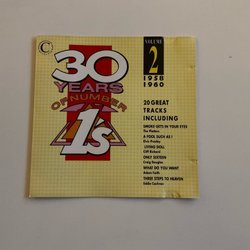 C
30
YEARS
OF NUMBER
1's
VOLUME
2
1958
1960
20 GREAT
TRACKS
INCLUDING
SMOKE GETS IN YOUR EYES
The Platters
A FOOL SUCH AS I
Elvis Presley
LIVING DOLL
Cliff Richard
ONLY SIXTEEN
Craig Douglas
WHAT DO YOU WANT
Adam Faith
THREE STEPS TO HEAVEN
Eddie Cochran